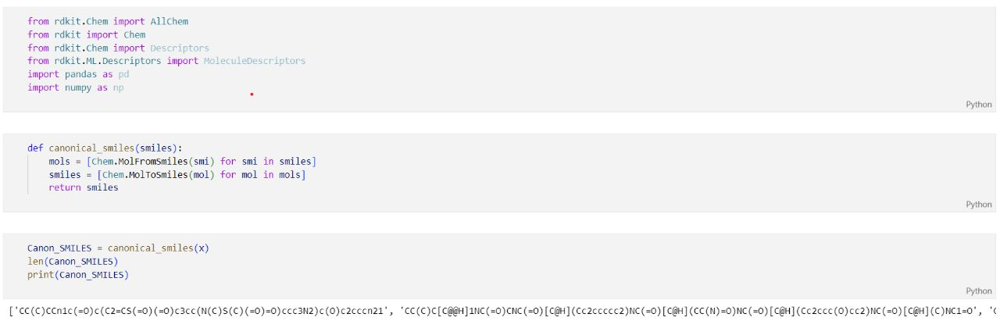 from rdkit.Chem import AllChem
from rdkit import Chem
from rdkit.Chem import Descriptors
from rdkit.ML.Descriptors import MoleculeDescriptors
import pandas as pd
import numpy as np
Python
def canonical_smiles(smiles):
    mols = [Chem.MolFromSmiles(smi) for smi in smiles]
    smiles = [Chem.MolToSmiles(mol) for mol in mols]
    return smiles
Python
Canon_SMILES = canonical_smiles(x)
len(Canon_SMILES)
print(Canon_SMILES)
Python
['CC(C)CCn1c(=O)c(C2=CS(=O)(=O)c3cc(N(C)S(C)(=O)=O)ccc3N2)c(O)c2cccn21', 'CC(C)C[C@@H]1NC(=O)CNC(=O)[C@H](Cc2ccccc2)NC(=O)[C@H](CC(N)=O)NC(=O)[C@H](Cc2ccc(O)cc2)NC(=O)[C@H](C)NC1=O', '